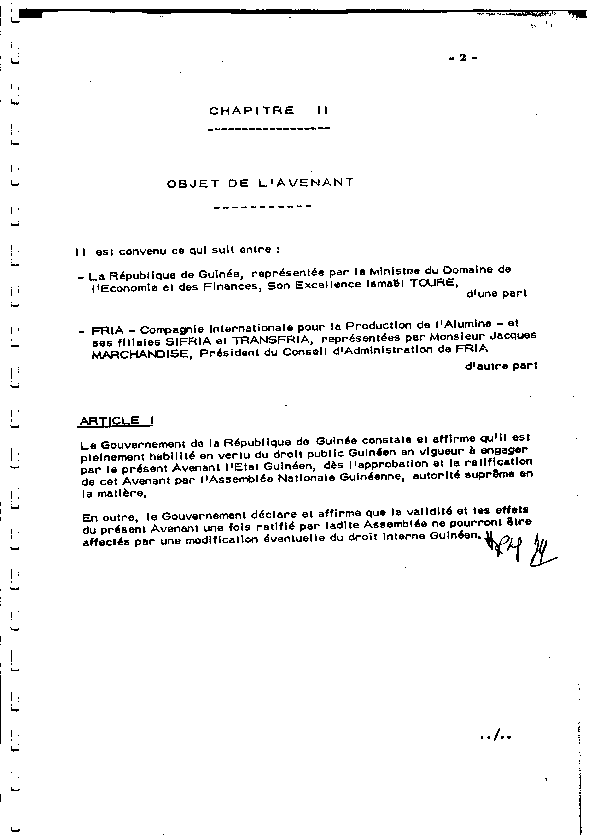 - 2 -
CHAPITRE II
OBJET DE L'AVENANT
Il est convenu ce qui suit entre :
- La République de Guinée, représentée par le Ministre du Domaine de
l'Economie et des Finances, Son Excellence Ismaël TOURE,
d'une part
- FRIA - Compagnie Internationale pour la Production de l'Alumine - et
ses filiales SIFRIA et TRANSFRIA, représentées par Monsieur Jacques
MARCHANDISE, Président du Conseil d'Administration de FRIA
d'autre part
ARTICLE I
Le Gouvernement de la République de Guinée constate et affirme qu'il est
pleinement habilité en vertu du droit public Guinéen en vigueur à engager
par le présent Avenant l'Etat Guinéen, dès l'approbation et la ratification
de cet Avenant par l'Assemblée Nationale Guinéenne, autorité suprême en
la matière.
En outre, le Gouvernement déclare et affirme que la validité et les effets
du présent Avenant une fois ratifié par ladite Assemblée ne pourront être
affectés par une modification éventuelle du droit interne Guinéen.
../..